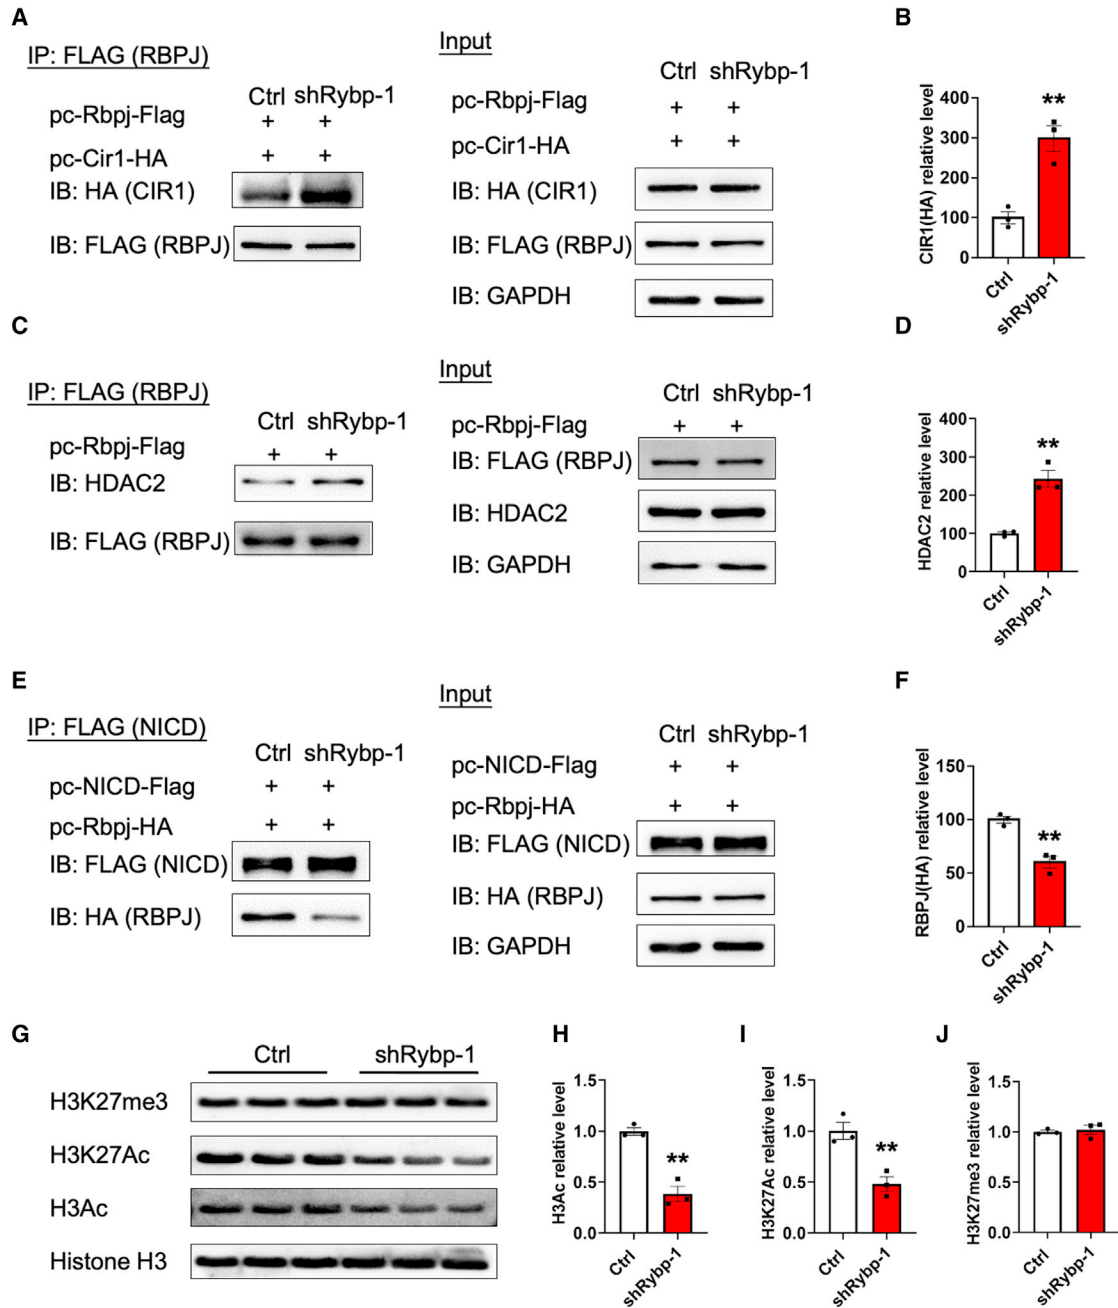 A
IP: FLAG (RBPJ)
Ctrl shRybp-1
pc-Rbpj-Flag + +
pc-Cir1-HA + +
IB: HA (CIR1)
IB: FLAG (RBPJ)
Input
Ctrl shRybp-1
pc-Rbpj-Flag + +
pc-Cir1-HA + +
IB: HA (CIR1)
IB: FLAG (RBPJ)
IB: GAPDH
B
CIR1(HA) relative level
400
300
200
100
0
**
Ctrl
shRybp-1
C
IP: FLAG (RBPJ)
Ctrl shRybp-1
pc-Rbpj-Flag + +
IB: HDAC2
IB: FLAG (RBPJ)
Input
Ctrl shRybp-1
pc-Rbpj-Flag + +
IB: FLAG (RBPJ)
IB: HDAC2
IB: GAPDH
D
HDAC2 relative level
400
300
200
100
0
**
Ctrl
shRybp-1
E
IP: FLAG (NICD)
Ctrl shRybp-1
pc-NICD-Flag + +
pc-Rbpj-HA + +
IB: FLAG (NICD)
IB: HA (RBPJ)
Input
Ctrl shRybp-1
pc-NICD-Flag + +
pc-Rbpj-HA + +
IB: FLAG (NICD)
IB: HA (RBPJ)
IB: GAPDH
F
RBPJ(HA) relative level
150
100
50
0
**
Ctrl
shRybp-1
G
Ctrl shRybp-1
H3K27me3
H3K27Ac
H3Ac
Histone H3
H
H3Ac relative level
1.5
1.0
0.5
0.0
**
Ctrl
shRybp-1
I
H3K27Ac relative level
1.5
1.0
0.5
0.0
**
Ctrl
shRybp-1
J
H3K27me3 relative level
1.5
1.0
0.5
0.0
Ctrl
shRybp-1